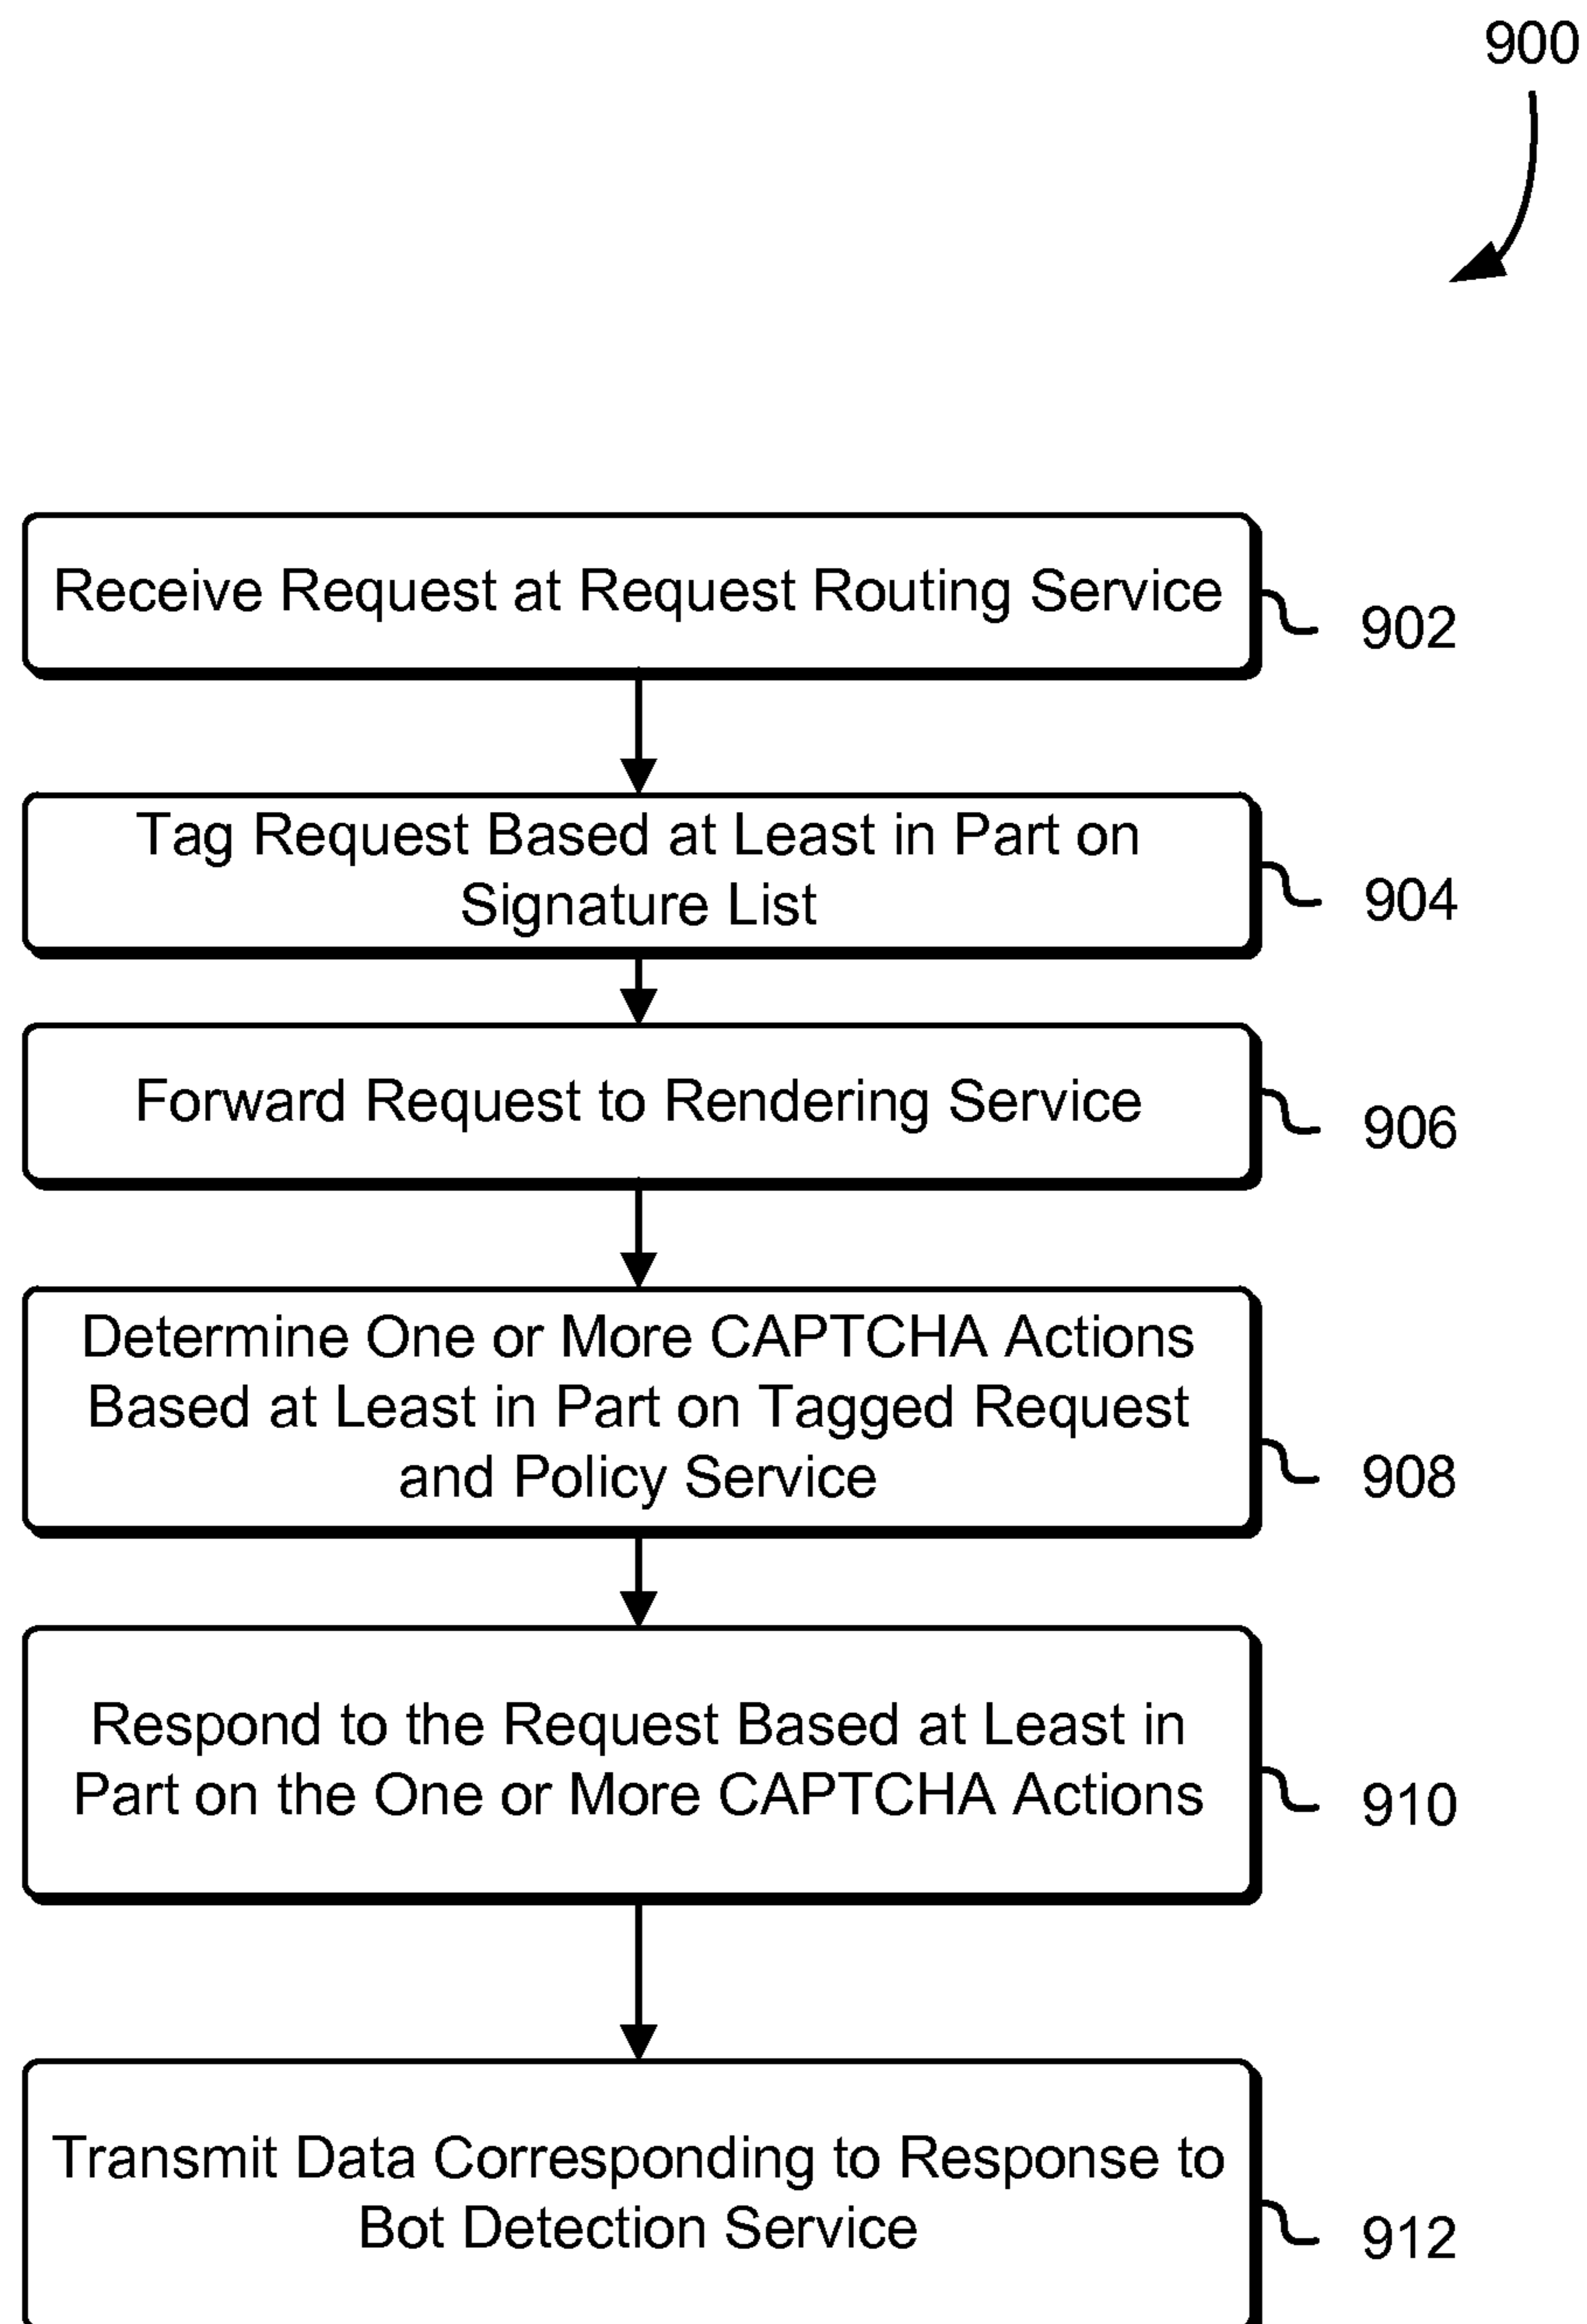 900
Receive Request at Request Routing Service
902
Tag Request Based at Least in Part on
Signature List
904
Forward Request to Rendering Service
906
Determine One or More CAPTCHA Actions
Based at Least in Part on Tagged Request
and Policy Service
908
Respond to the Request Based at Least in
Part on the One or More CAPTCHA Actions
910
Transmit Data Corresponding to Response to
Bot Detection Service
912